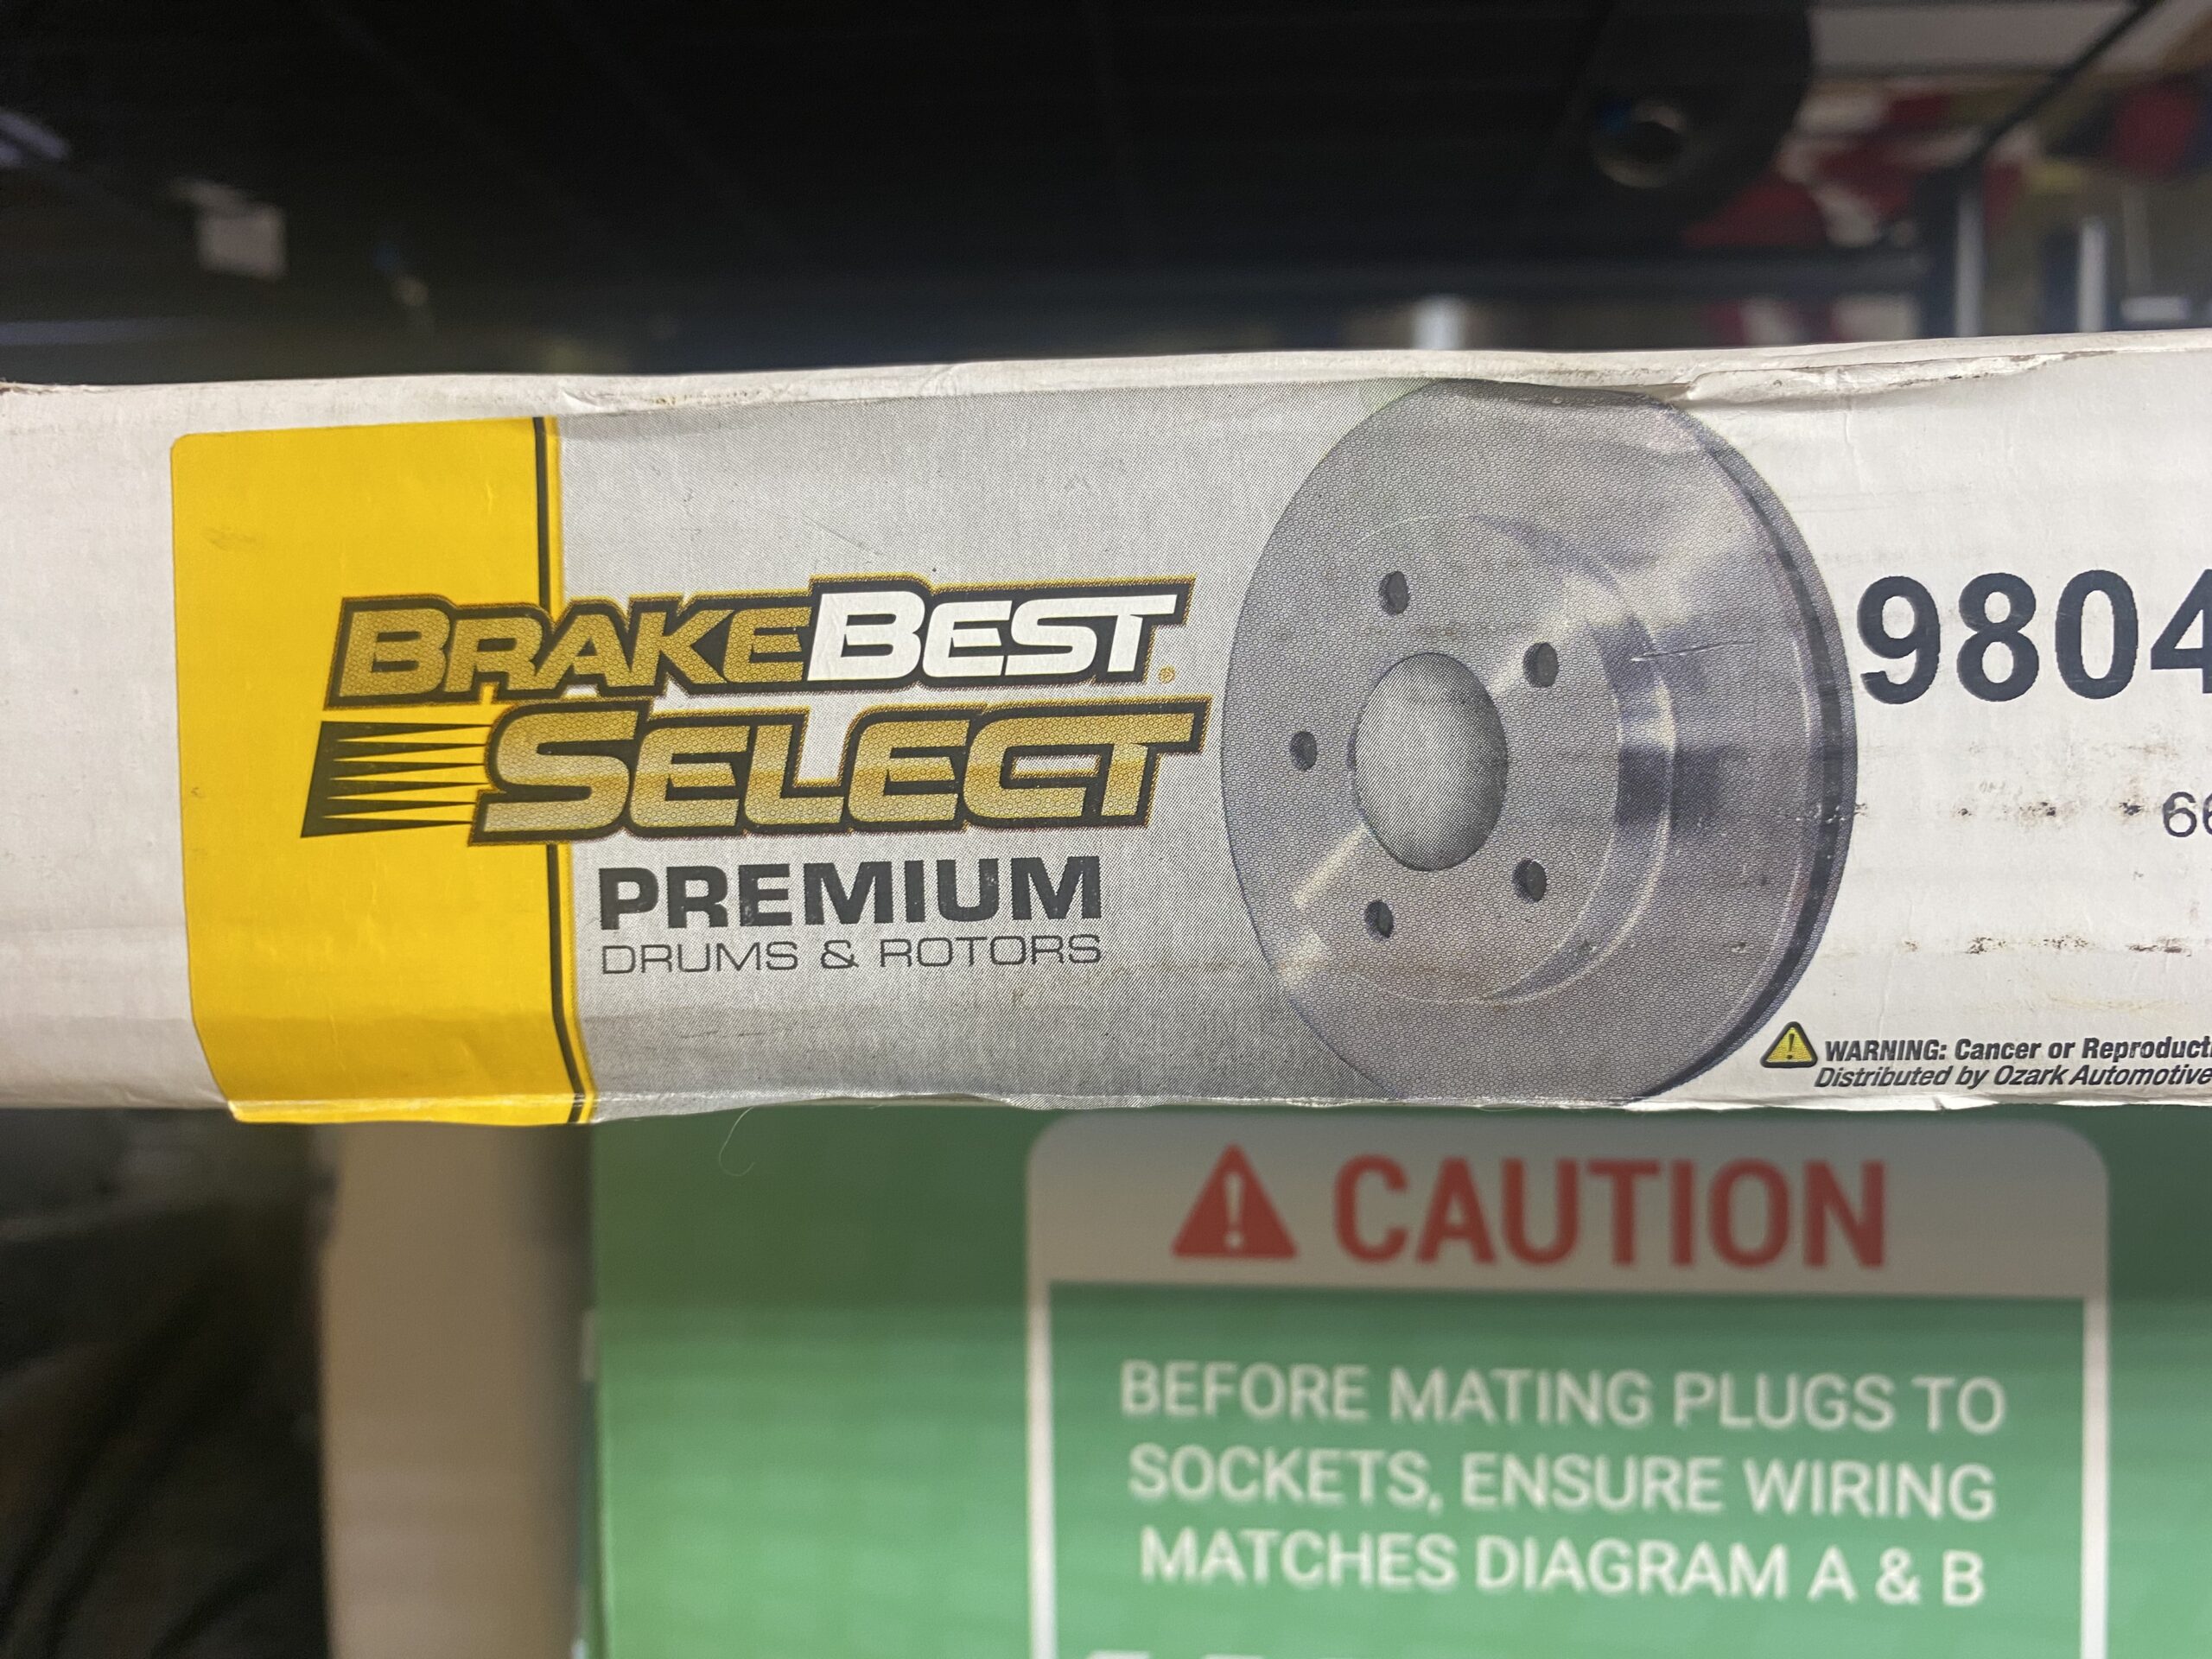 BRAKEBEST®
SELECT
PREMIUM
DRUMS & ROTORS
9804
66
WARNING: Cancer or
Distributed by Ozark Automotive
CAUTION
BEFORE MATING PLUGS TO
SOCKETS, ENSURE WIRING
MATCHES DIAGRAM A & B